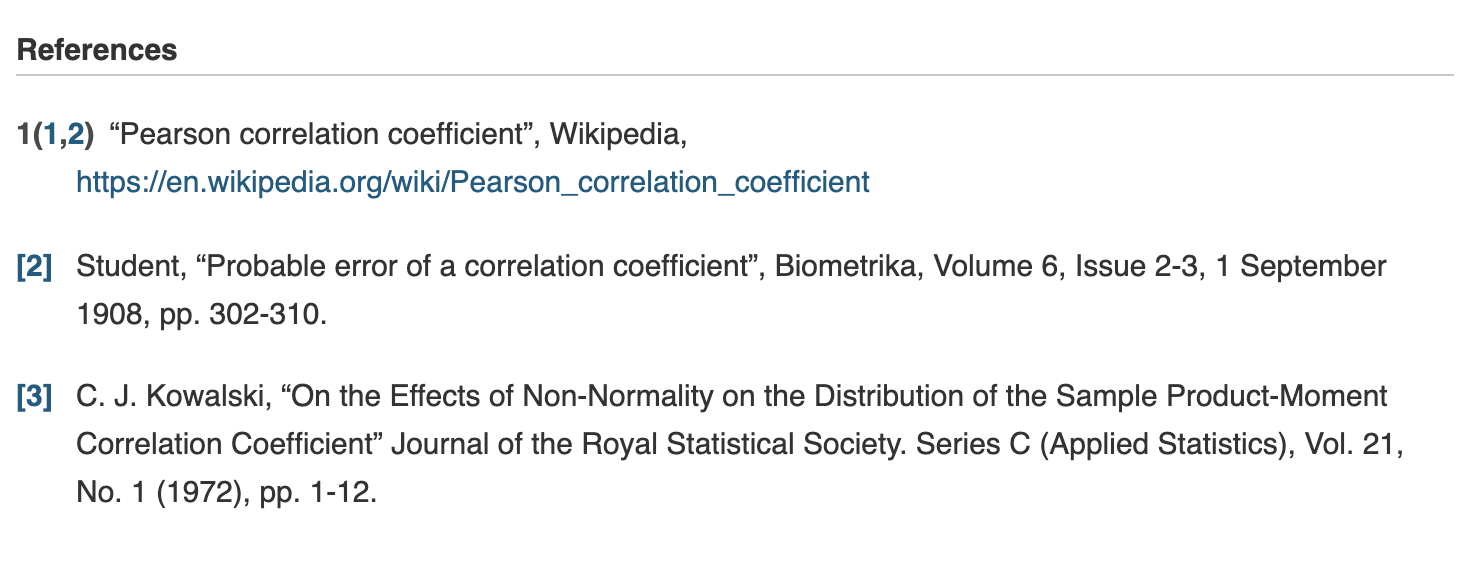 References
1(1,2) “Pearson correlation coefficient”, Wikipedia,
https://en.wikipedia.org/wiki/Pearson_correlation_coefficient
[2] Student, “Probable error of a correlation coefficient”, Biometrika, Volume 6, Issue 2-3, 1 September
1908, pp. 302-310.
[3] C. J. Kowalski, “On the Effects of Non-Normality on the Distribution of the Sample Product-Moment
Correlation Coefficient” Journal of the Royal Statistical Society. Series C (Applied Statistics), Vol. 21,
No. 1 (1972), pp. 1-12.